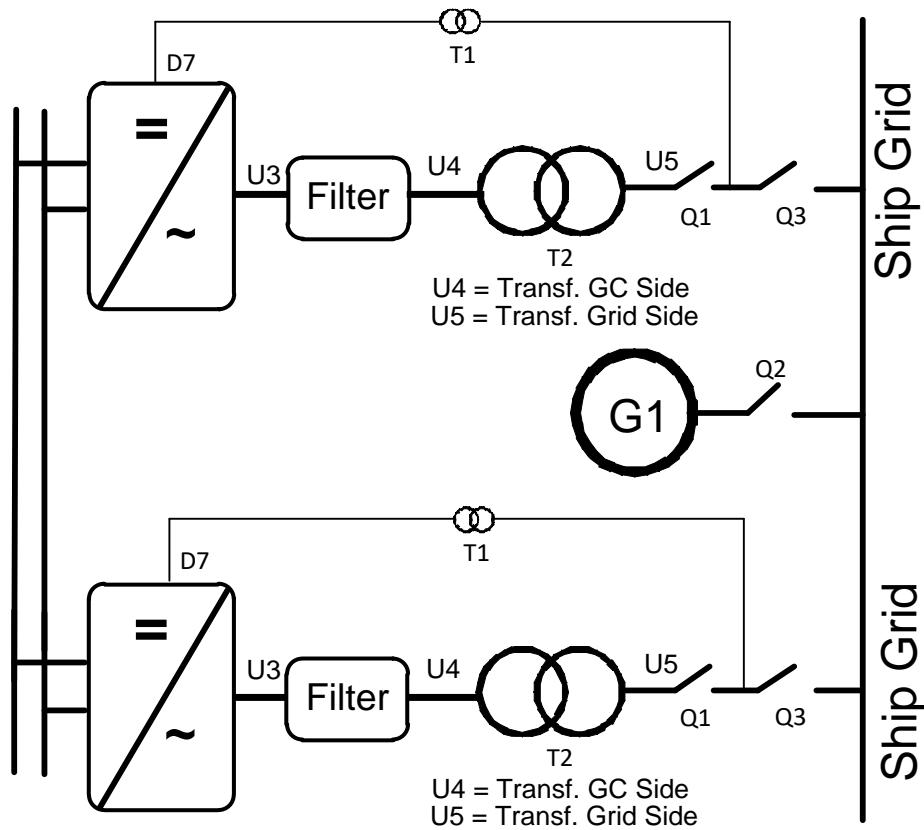 T1
D7
=
~
U3
Filter
U4
T2
U5
Q1
Q3
Ship Grid
U4 = Transf. GC Side
U5 = Transf. Grid Side
G1
Q2
T1
D7
=
~
U3
Filter
U4
T2
U5
Q1
Q3
Ship Grid
U4 = Transf. GC Side
U5 = Transf. Grid Side